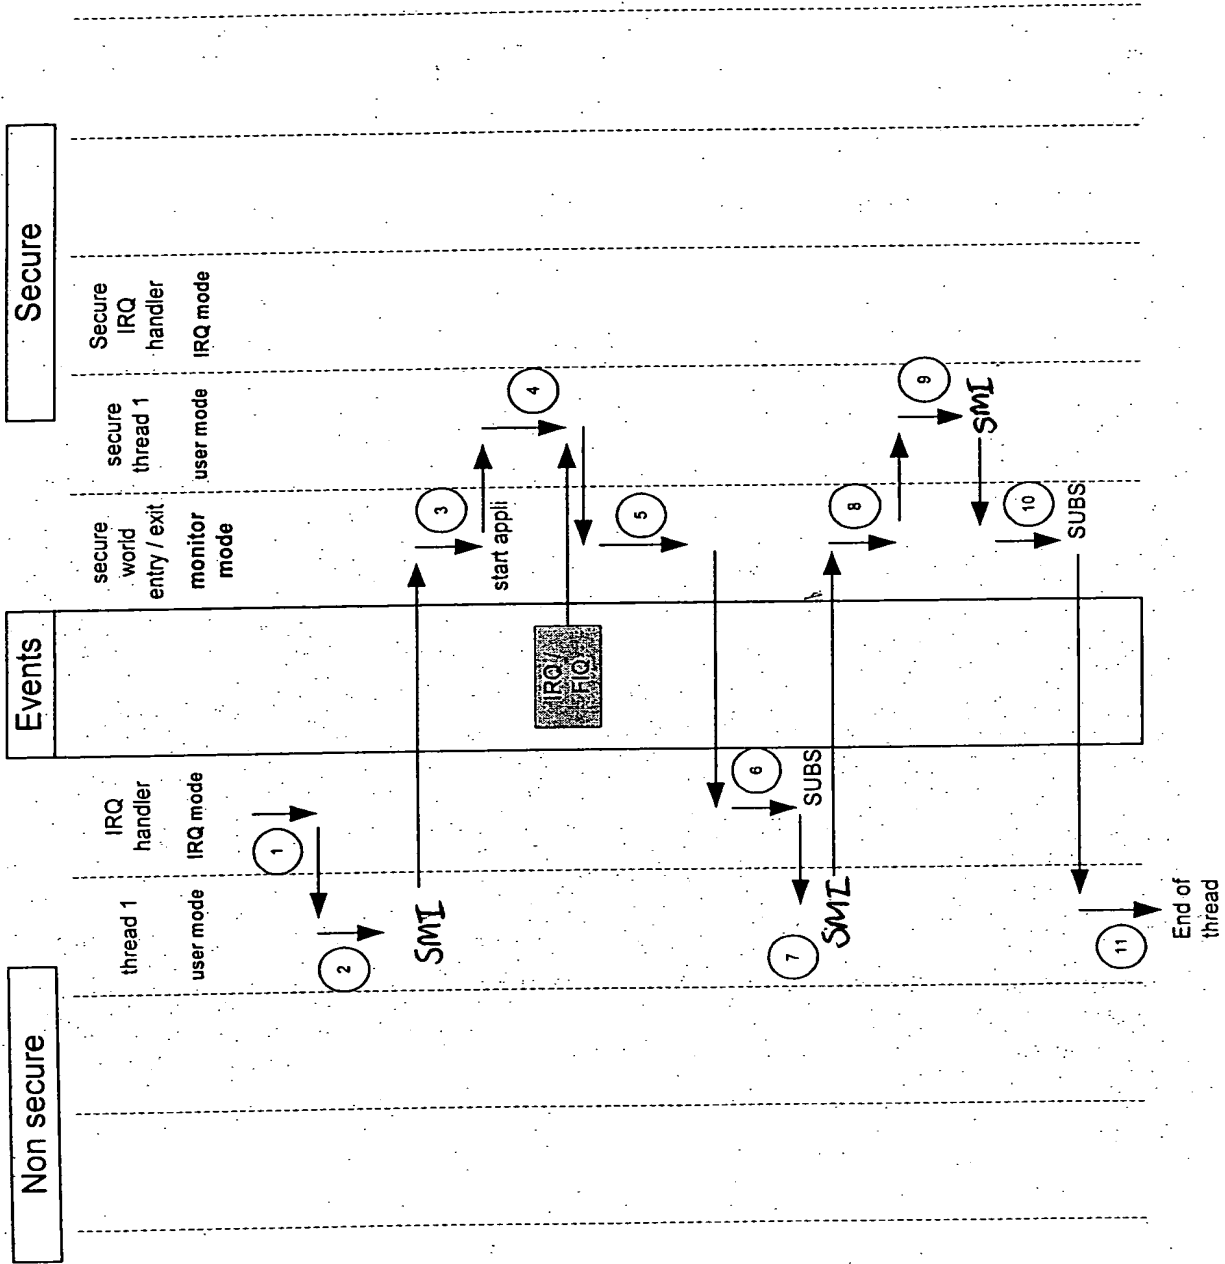 Non secure
Events
Secure
thread 1
user mode
IRQ
handler
IRQ mode
secure
world
entry / exit
monitor
mode
secure
thread 1
user mode
Secure
IRQ
handler
IRQ mode
1
2
SMI
3
start appli
4
IRQ /
FIQ
5
6
SUBS
7
SMI
8
9
SMI
10
SUBS
11
End of
thread